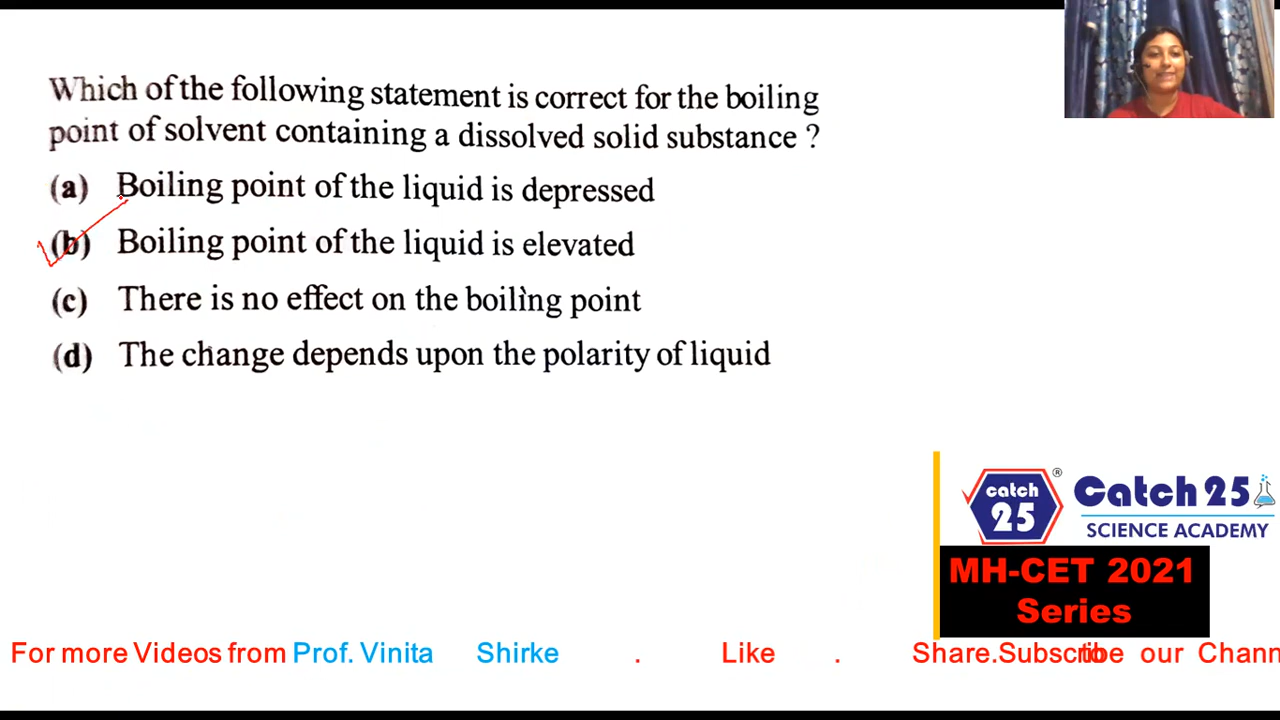 Which of the following statement is correct for the boiling
point of solvent containing a dissolved solid substance ?
(a) Boiling point of the liquid is depressed
(b) Boiling point of the liquid is elevated
(c) There is no effect on the boiling point
(d) The change depends upon the polarity of liquid
catch
25
®
Catch 25
SCIENCE ACADEMY
MH-CET 2021
Series
For more Videos from Prof. Vinita Shirke . Like . Share.Subscribe our Chann